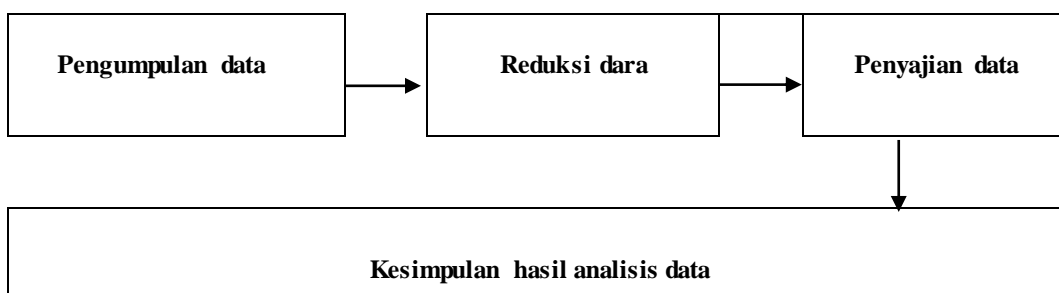 Pengumpulan data
Reduksi dara
Penyajian data
Kesimpulan hasil analisis data